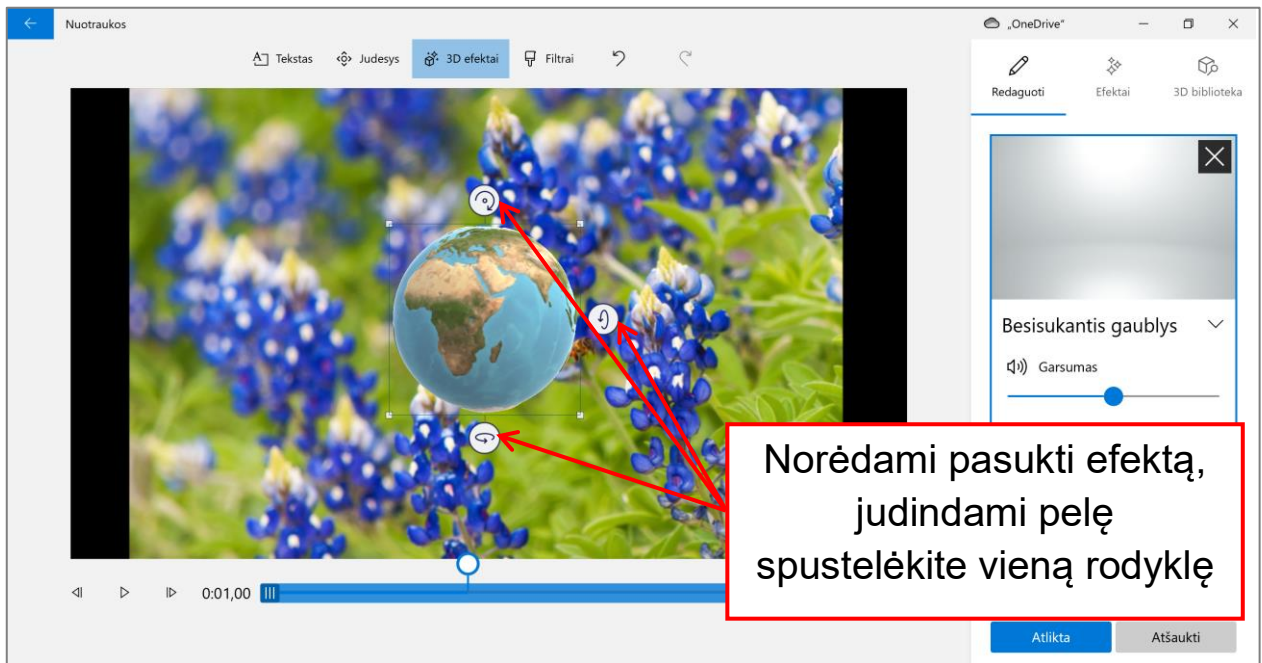 Nuotraukos
„OneDrive“
Tekstas Judesys 3D efektai Filtrai
Redaguoti Efektai 3D biblioteka
Besisukantis gaublys
Garsumas
Norėdami pasukti efektą,
judindami pelę
spustelėkite vieną rodyklę
0:01,00
Atlikta Atšaukti